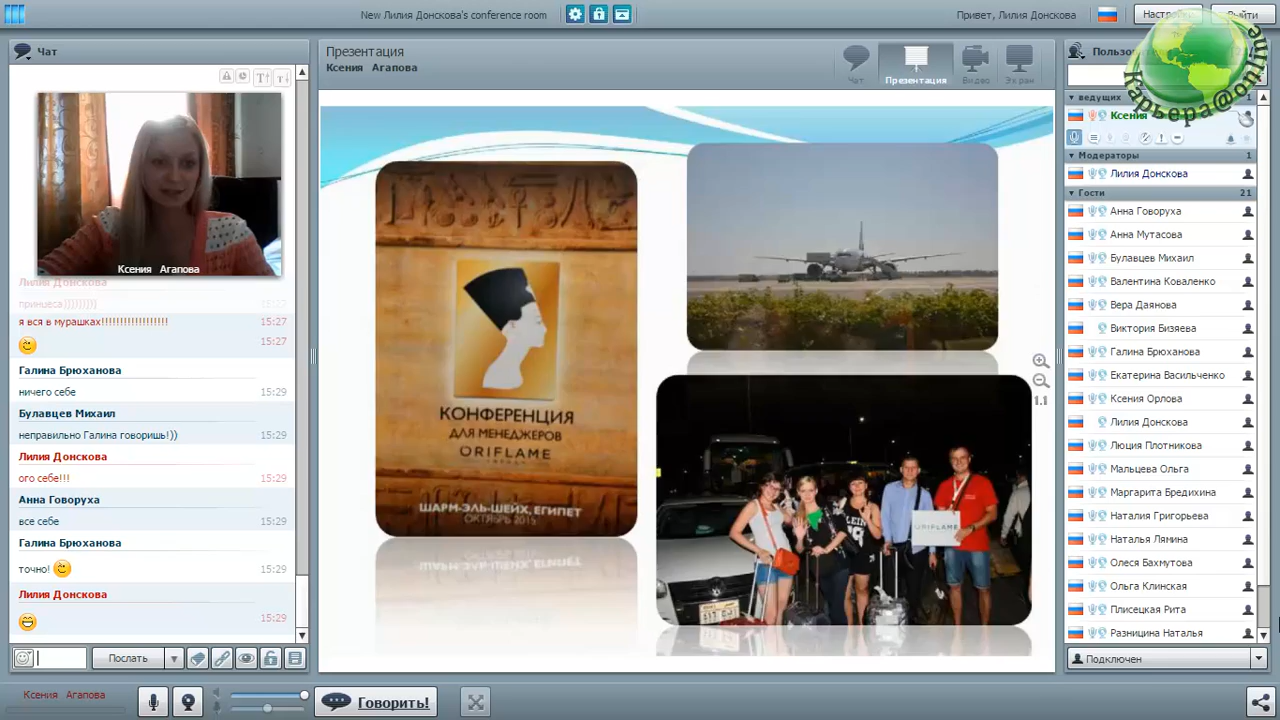 New Лилия Донскова's conference room
Привет, Лилия Донскова
Выйти
Карьера@online
Чат
Презентация
Ксения Агапова
Чат
Презентация
Видео
Экран
ведущих 1
Ксения
Модераторы 1
Лилия Донскова
Гости 21
Анна Говоруха
Анна Мутасова
Булавцев Михаил
Валентина Коваленко
Вера Даянова
Виктория Бизяева
Галина Брюханова
Екатерина Васильченко
Ксения Орлова
Лилия Донскова
Люция Плотникова
Мальцева Ольга
Маргарита Бредихина
Наталия Григорьева
Наталья Лямина
Олеся Бахмутова
Ольга Клинская
Плисецкая Рита
Разницина Наталья
Подключен
Ксения Агапова
Лилия Донскова
принцеса))))))))) 15:27
я вся в мурашках!!!!!!!!!!!!!!!!!! 15:27
15:27
Галина Брюханова
ничего себе 15:29
Булавцев Михаил
неправильно Галина говоришь!)) 15:29
Лилия Донскова
ого себе!!! 15:29
Анна Говоруха
все себе 15:29
Галина Брюханова
точно! 15:29
Лилия Донскова
15:29
Послать
КОНФЕРЕНЦИЯ
ДЛЯ МЕНЕДЖЕРОВ
ORIFLAME
ШАРМ-ЭЛЬ-ШЕЙХ, ЕГИПЕТ
ОКТЯБРЬ 2015
ORIFLAME
1:1
Ксения Агапова
Говорить!